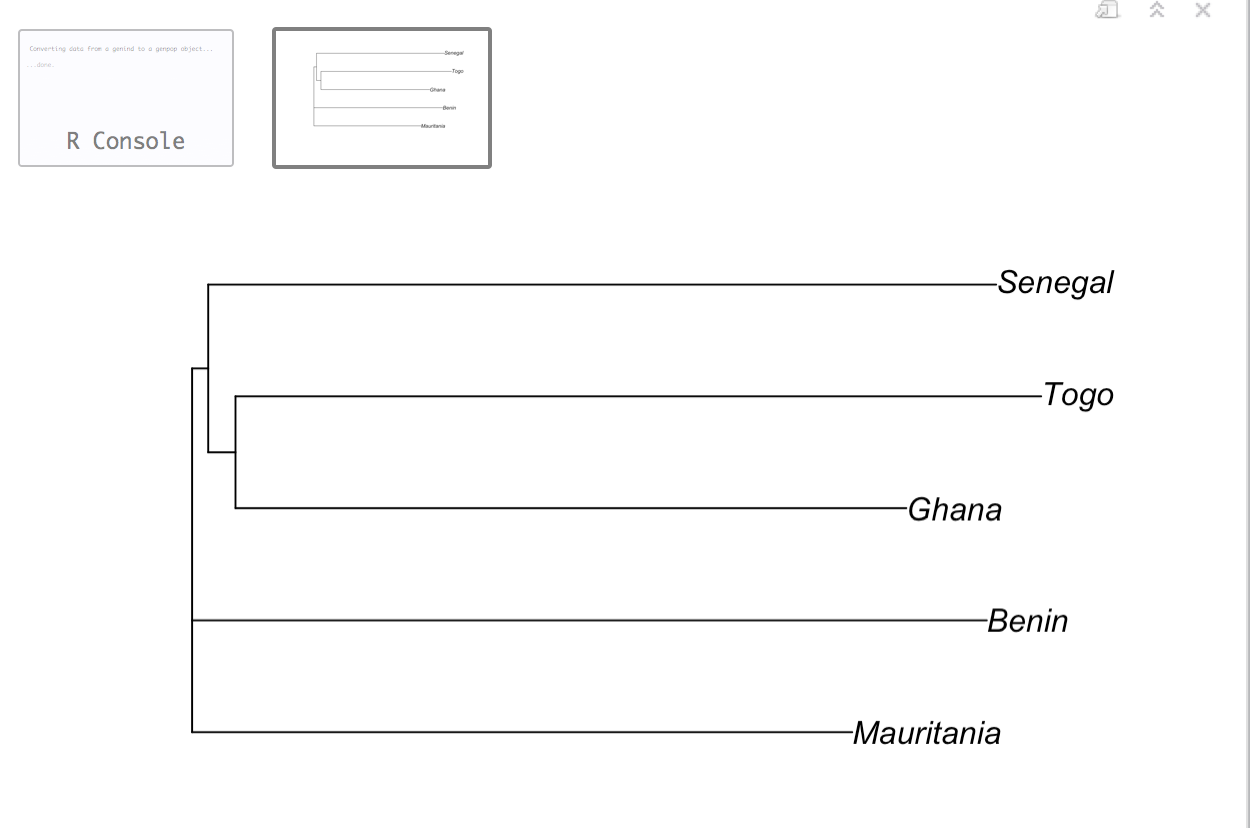 Converting data from a genind to a genpop object...
...done.
R Console
Senegal
Togo
Ghana
Benin
Mauritania
Senegal
Togo
Ghana
Benin
Mauritania